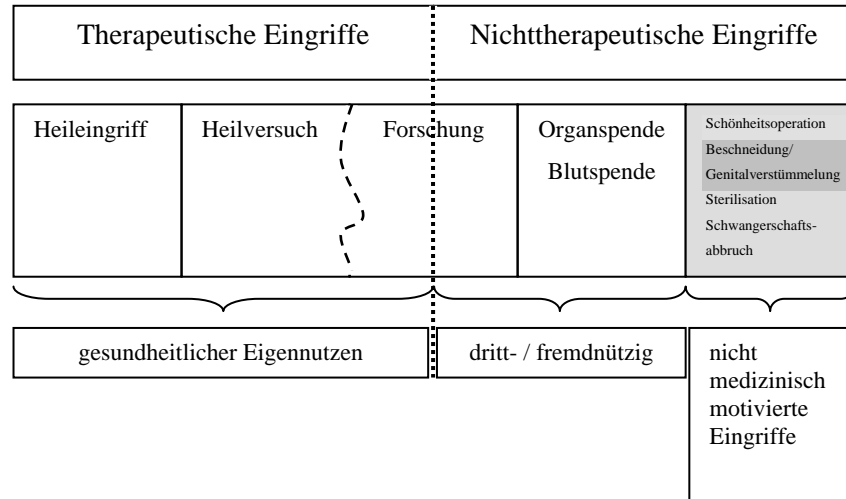 Therapeutische Eingriffe
Nichttherapeutische Eingriffe
Heileingriff
Heilversuch
Forschung
Organspende
Blutspende
Schönheitsoperation
Beschneidung/
Genitalverstümmelung
Sterilisation
Schwangerschafts-
abbruch
gesundheitlicher Eigennutzen
dritt- / fremdnützig
nicht
medizinisch
motivierte
Eingriffe